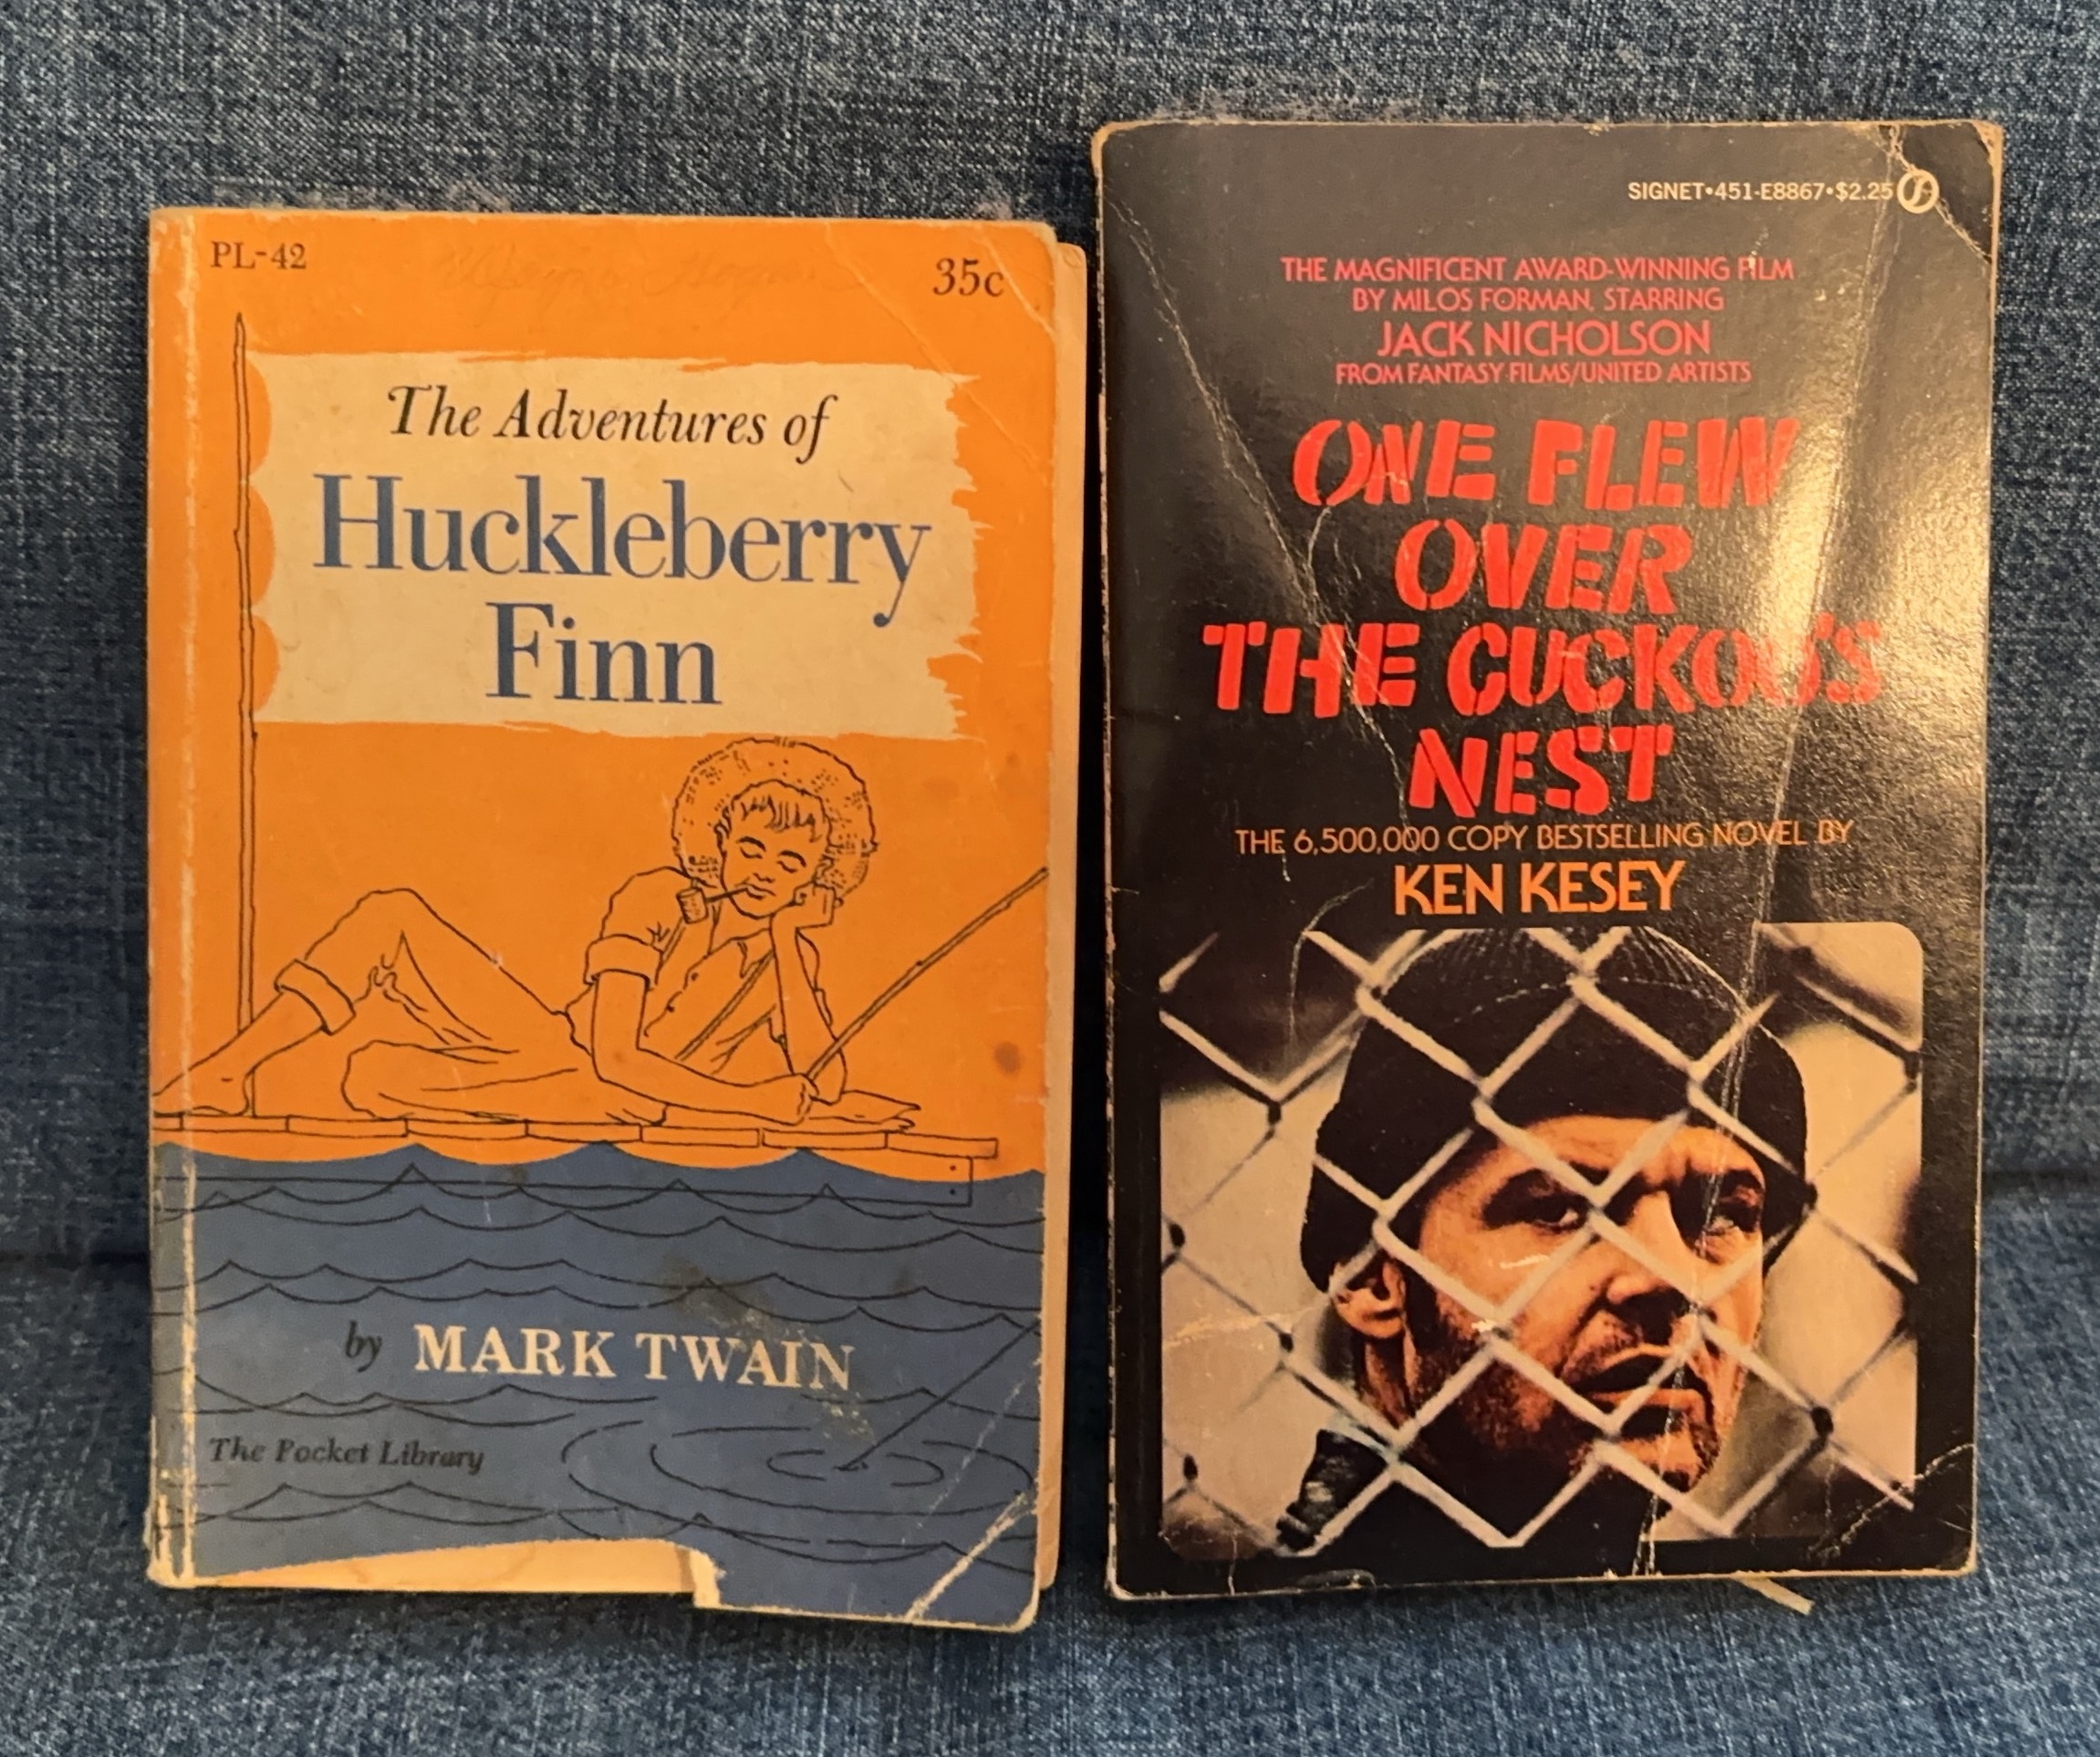 PL-42
35c
The Adventures of
Huckleberry
Finn
by MARK TWAIN
The Pocket Library
SIGNET•451-E8867•$2.25
THE MAGNIFICENT AWARD-WINNING FILM
BY MILOS FORMAN, STARRING
JACK NICHOLSON
FROM FANTASY FILMS/UNITED ARTISTS
ONE FLEW
OVER
THE CUCKOO'S
NEST
THE 6,500,000 COPY BESTSELLING NOVEL BY
KEN KESEY